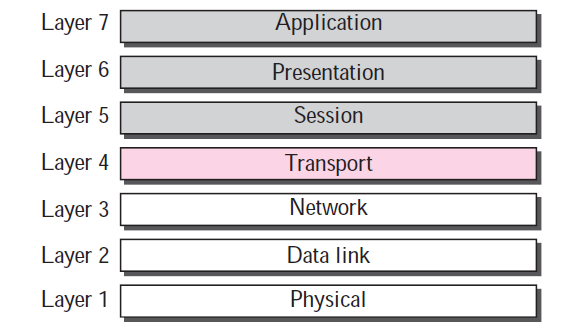 Layer 7 Application
Layer 6 Presentation
Layer 5 Session
Layer 4 Transport
Layer 3 Network
Layer 2 Data link
Layer 1 Physical